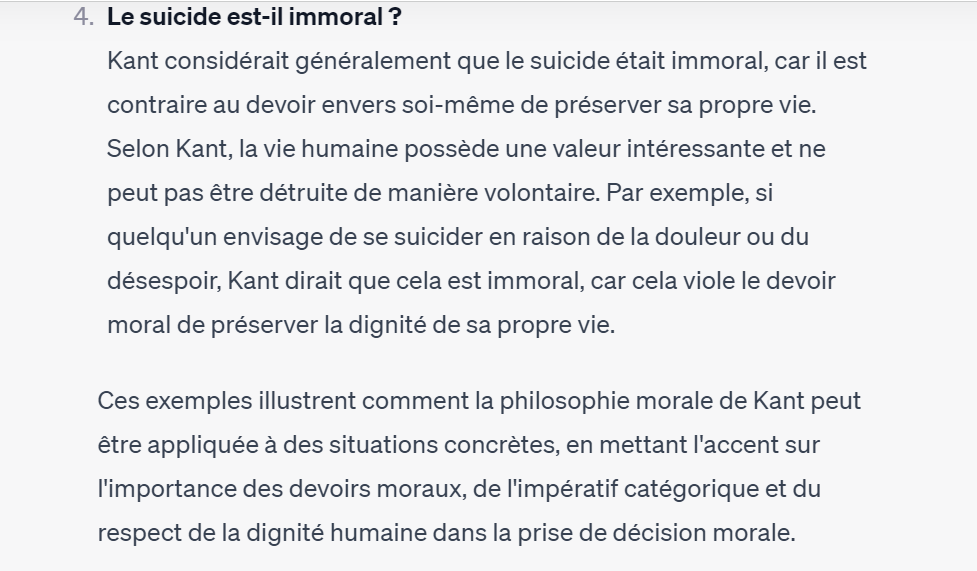 4. Le suicide est-il immoral ?
Kant considérait généralement que le suicide était immoral, car il est
contraire au devoir envers soi-même de préserver sa propre vie.
Selon Kant, la vie humaine possède une valeur intéressante et ne
peut pas être détruite de manière volontaire. Par exemple, si
quelqu'un envisage de se suicider en raison de la douleur ou du
désespoir, Kant dirait que cela est immoral, car cela viole le devoir
moral de préserver la dignité de sa propre vie.
Ces exemples illustrent comment la philosophie morale de Kant peut
être appliquée à des situations concrètes, en mettant l'accent sur
l'importance des devoirs moraux, de l'impératif catégorique et du
respect de la dignité humaine dans la prise de décision morale.